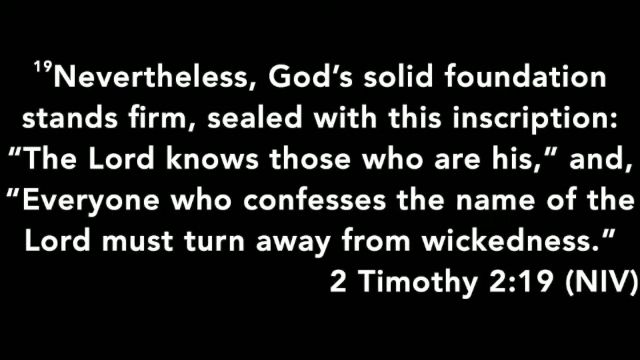 ¹⁹Nevertheless, God’s solid foundation
stands firm, sealed with this inscription:
“The Lord knows those who are his,” and,
“Everyone who confesses the name of the
Lord must turn away from wickedness.”
2 Timothy 2:19 (NIV)